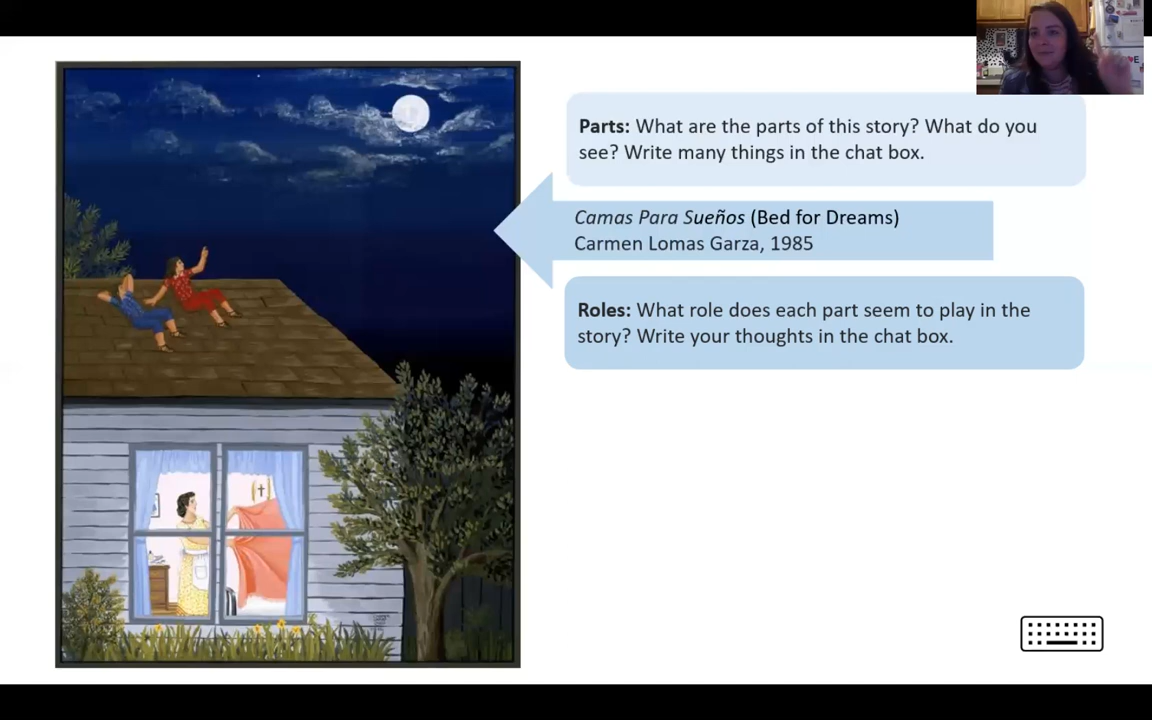 Parts: What are the parts of this story? What do you
see? Write many things in the chat box.
Camas Para Sueños (Bed for Dreams)
Carmen Lomas Garza, 1985
Roles: What role does each part seem to play in the
story? Write your thoughts in the chat box.